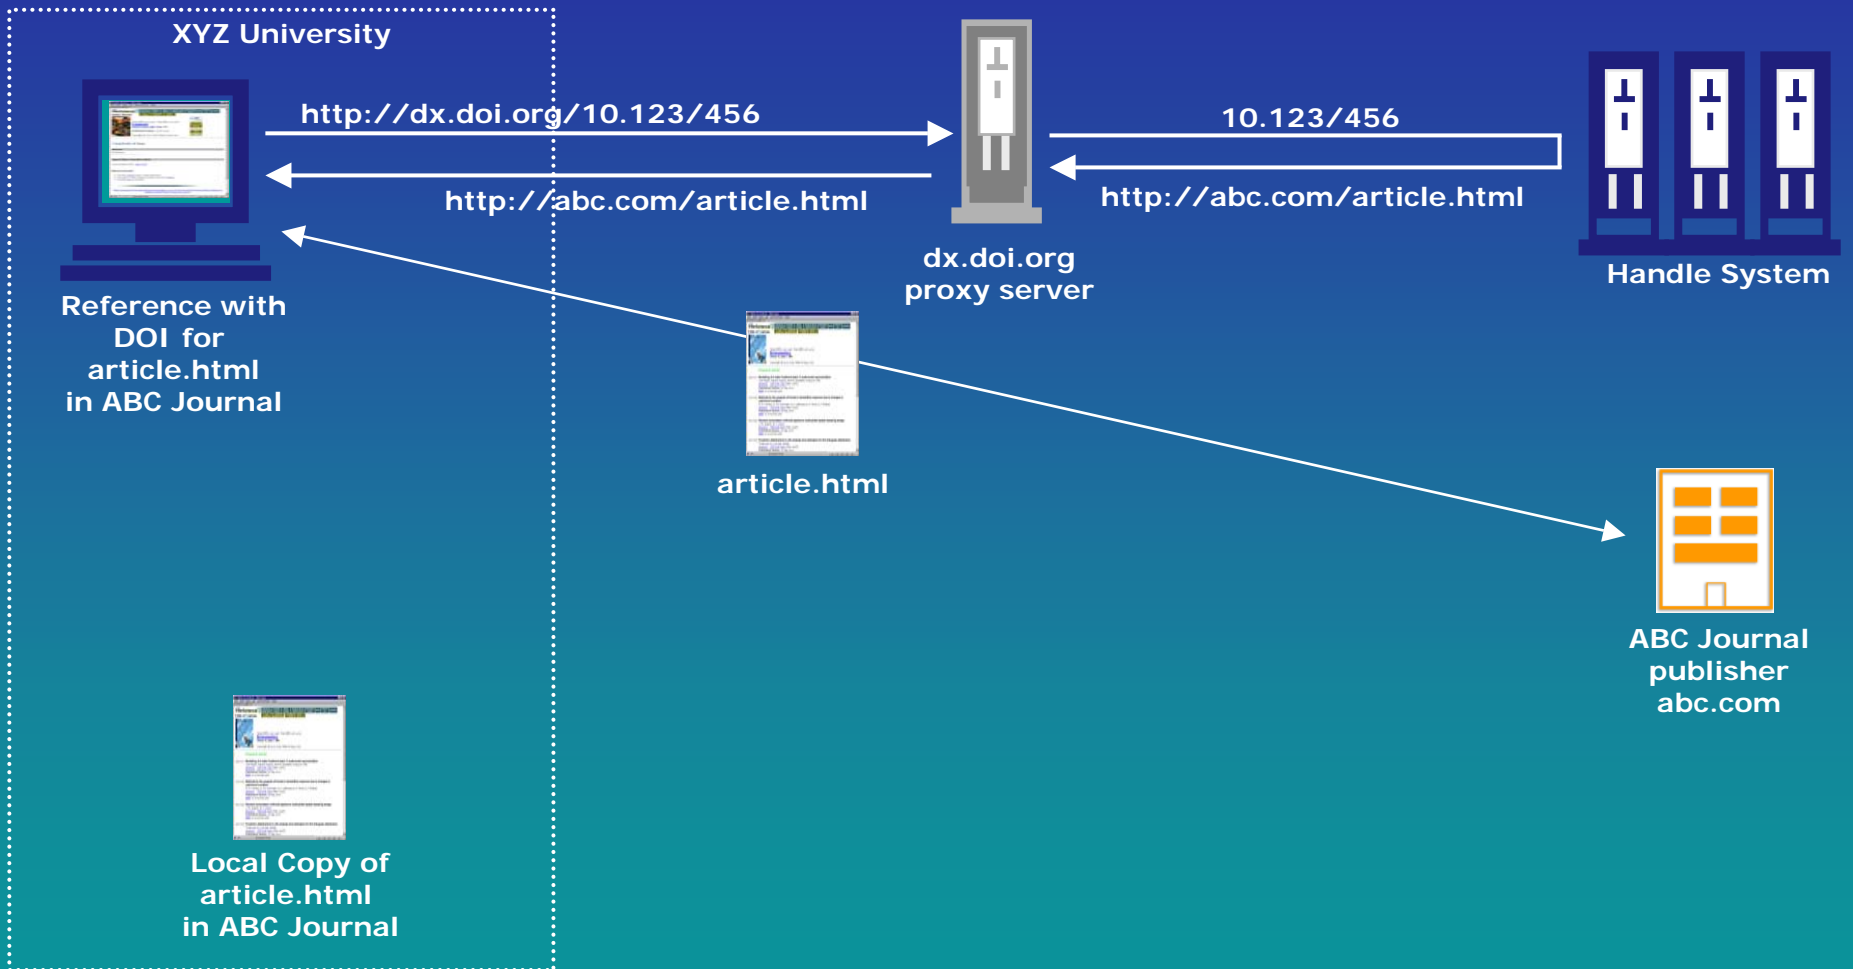 XYZ University
http://dx.doi.org/10.123/456
10.123/456
http://abc.com/article.html
http://abc.com/article.html
dx.doi.org
proxy server
Handle System
Reference with
DOI for
article.html
in ABC Journal
article.html
ABC Journal
publisher
abc.com
Local Copy of
article.html
in ABC Journal